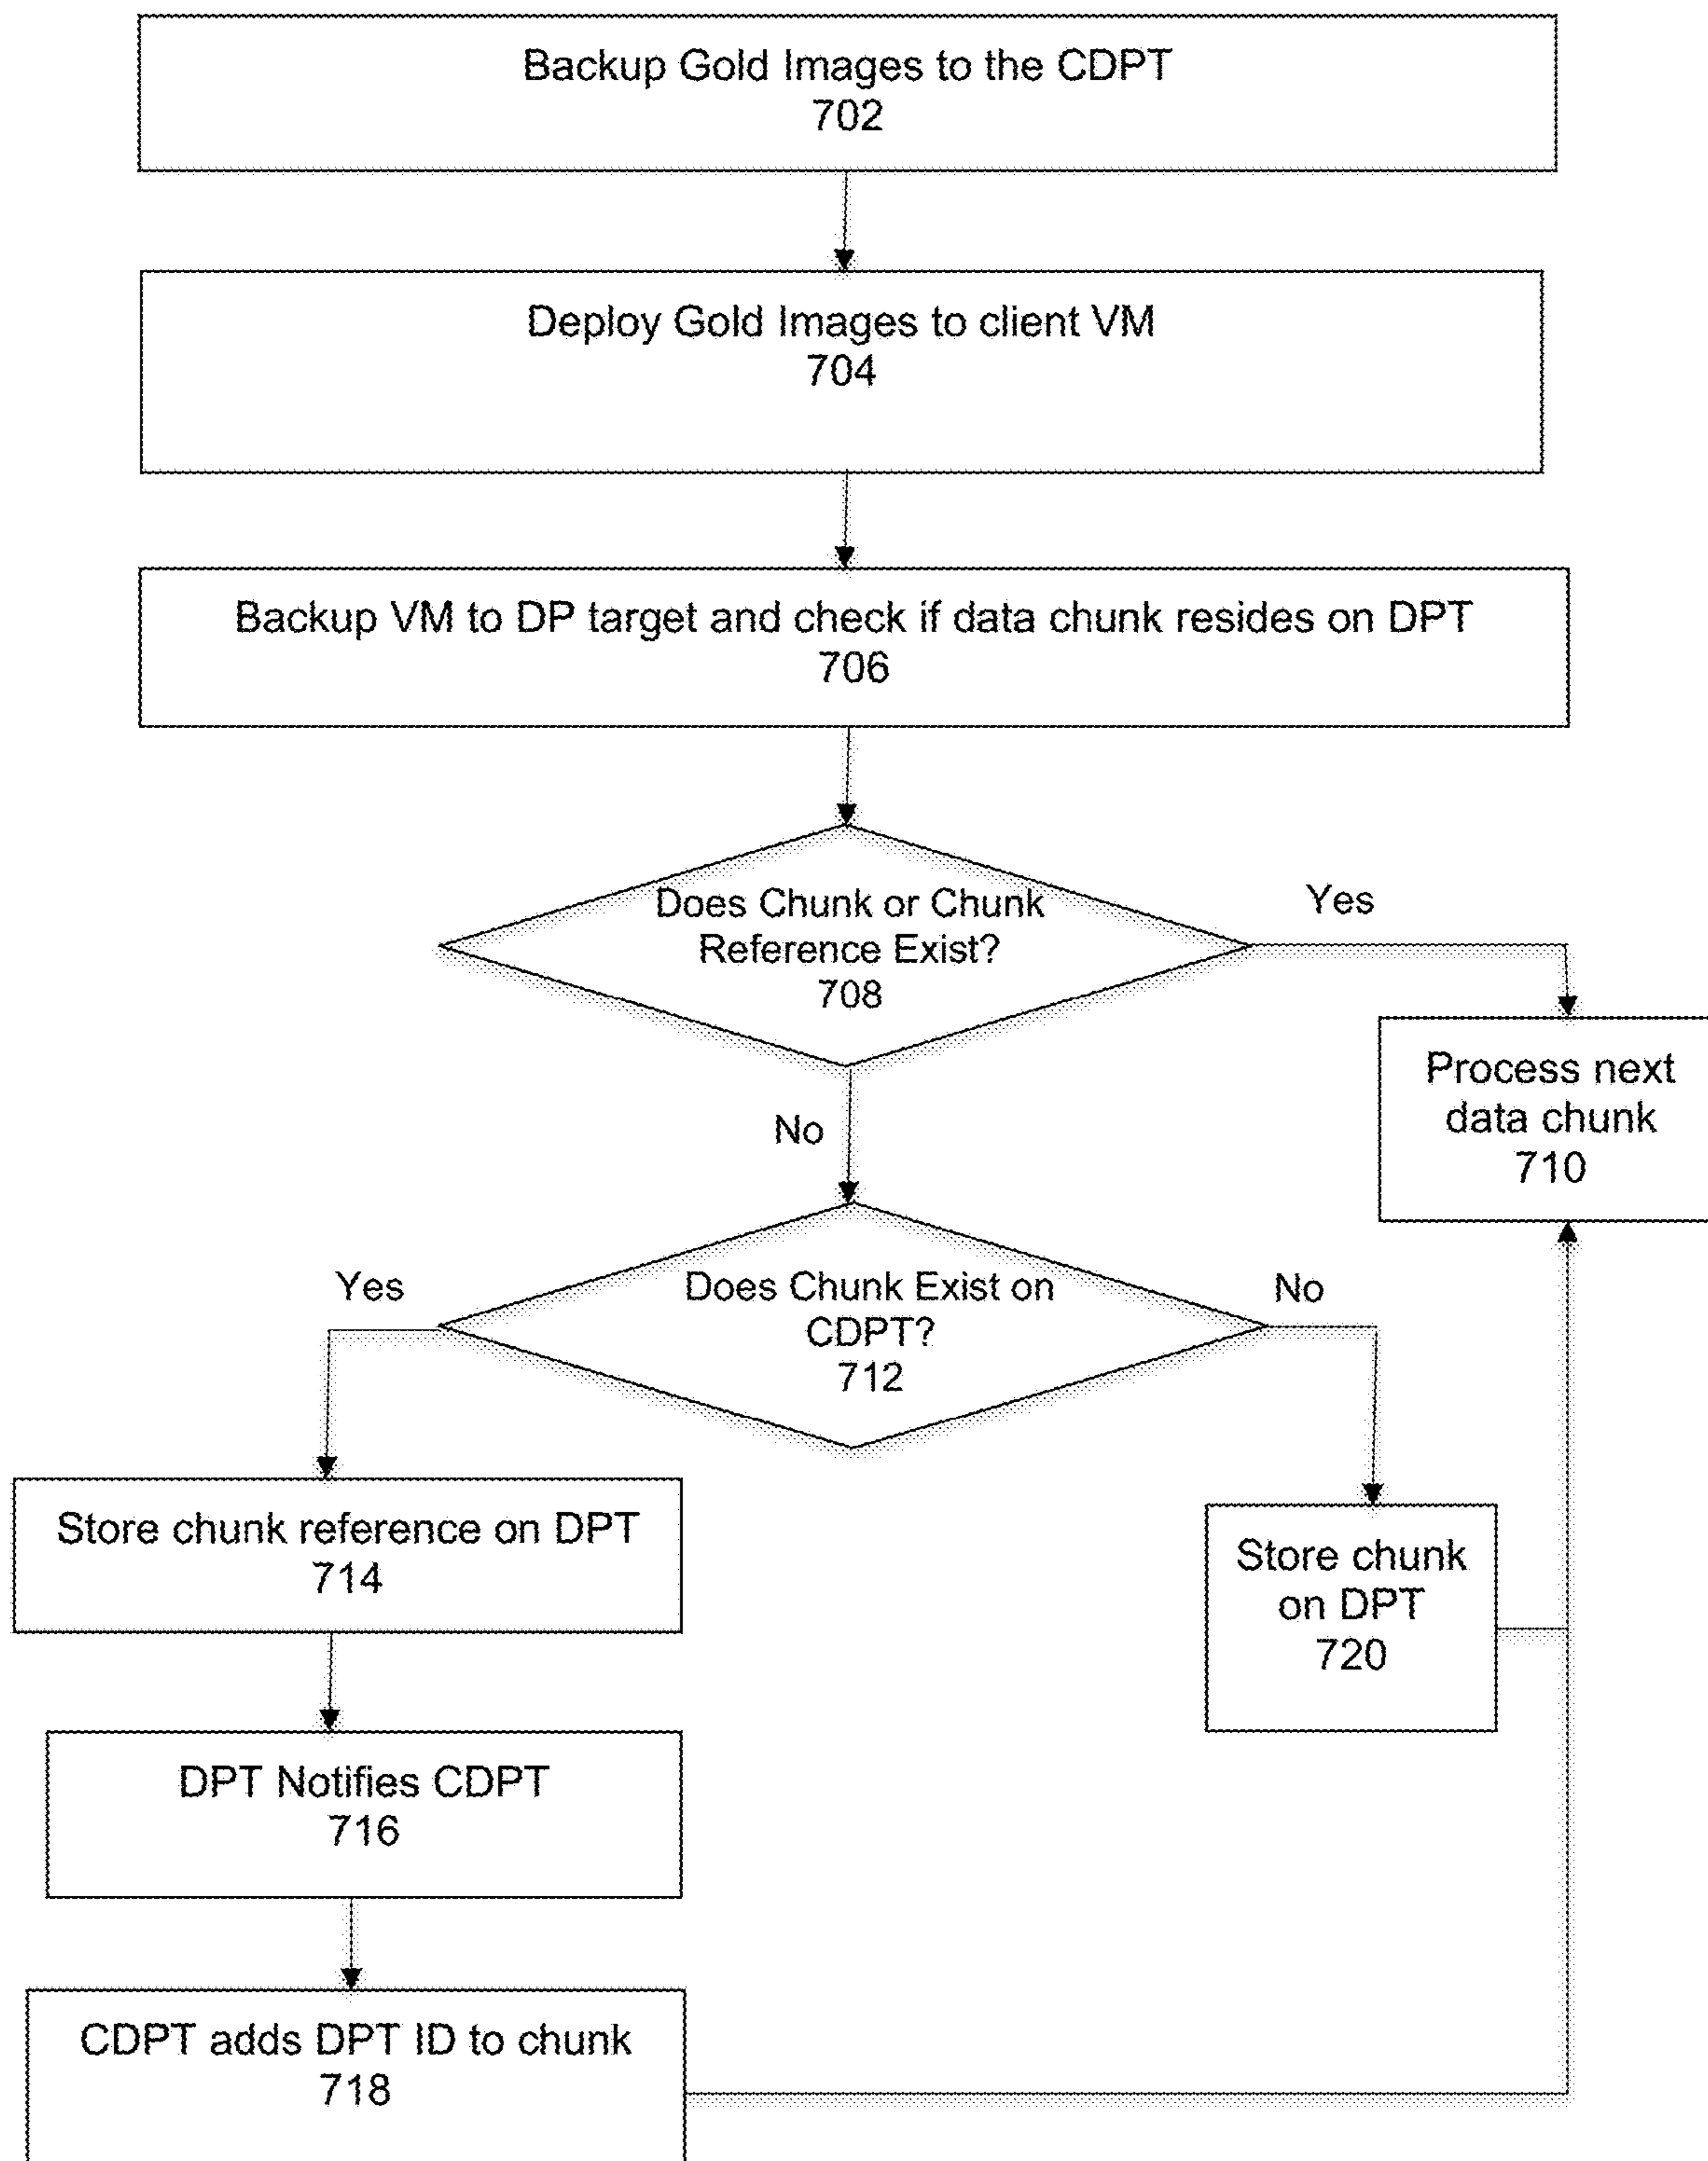 Backup Gold Images to the CDPT
702
Deploy Gold Images to client VM
704
Backup VM to DP target and check if data chunk resides on DPT
706
Does Chunk or Chunk
Reference Exist?
708
Yes
Process next
data chunk
710
No
Does Chunk Exist on
CDPT?
712
Yes
No
Store chunk reference on DPT
714
Store chunk
on DPT
720
DPT Notifies CDPT
716
CDPT adds DPT ID to chunk
718